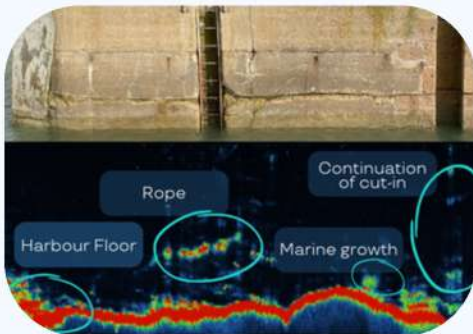 Rope
Continuation
of cut-in
Harbour Floor
Marine growth